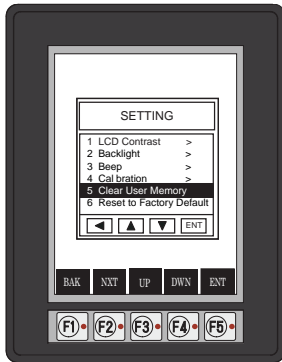 SETTING
1 LCD Contrast >
2 Backlight >
3 Beep >
4 Cal bration >
5 Clear User Memory
6 Reset to Factory Default
ENT
BAK NXT UP DWN ENT
F1 F2 F3 F4 F5